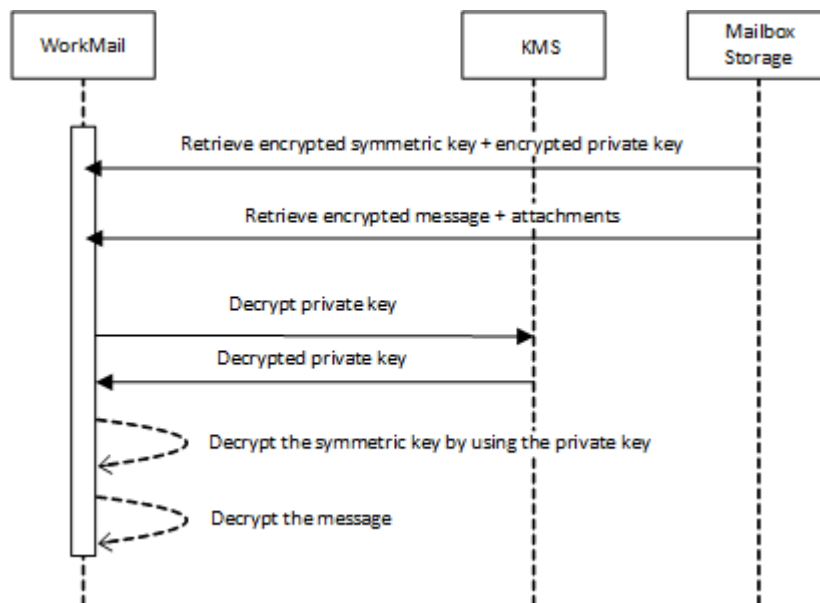 WorkMail
KMS
Mailbox
Storage
Retrieve encrypted symmetric key + encrypted private key
Retrieve encrypted message + attachments
Decrypt private key
Decrypted private key
Decrypt the symmetric key by using the private key
Decrypt the message